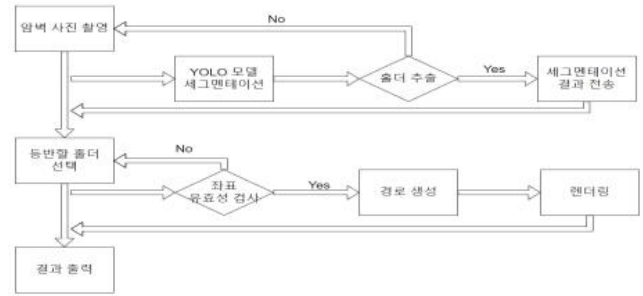 No
암벽 사진 촬영
YOLO 모델
세그멘테이션
홀더 추출
Yes
세그멘테이션
결과 전송
등반할 홀더
선택
No
좌표
유효성 검사
Yes
경로 생성
렌더링
결과 출력